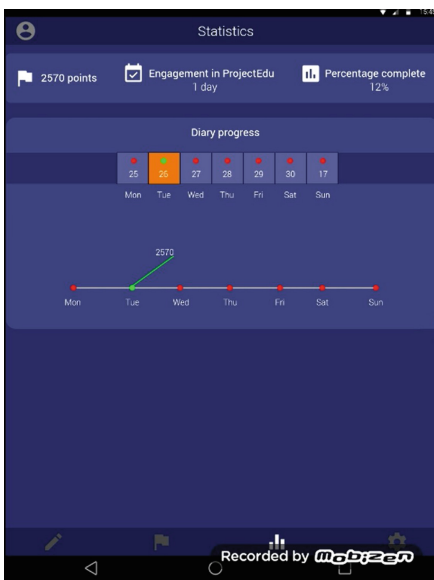 Statistics
2570 points
Engagement in ProjectEdu
1 day
Percentage complete
12%
Diary progress
25 26 27 28 29 30 17
Mon Tue Wed Thu Fri Sat Sun
2570
Mon Tue Wed Thu Fri Sat Sun
Recorded by Mobizen